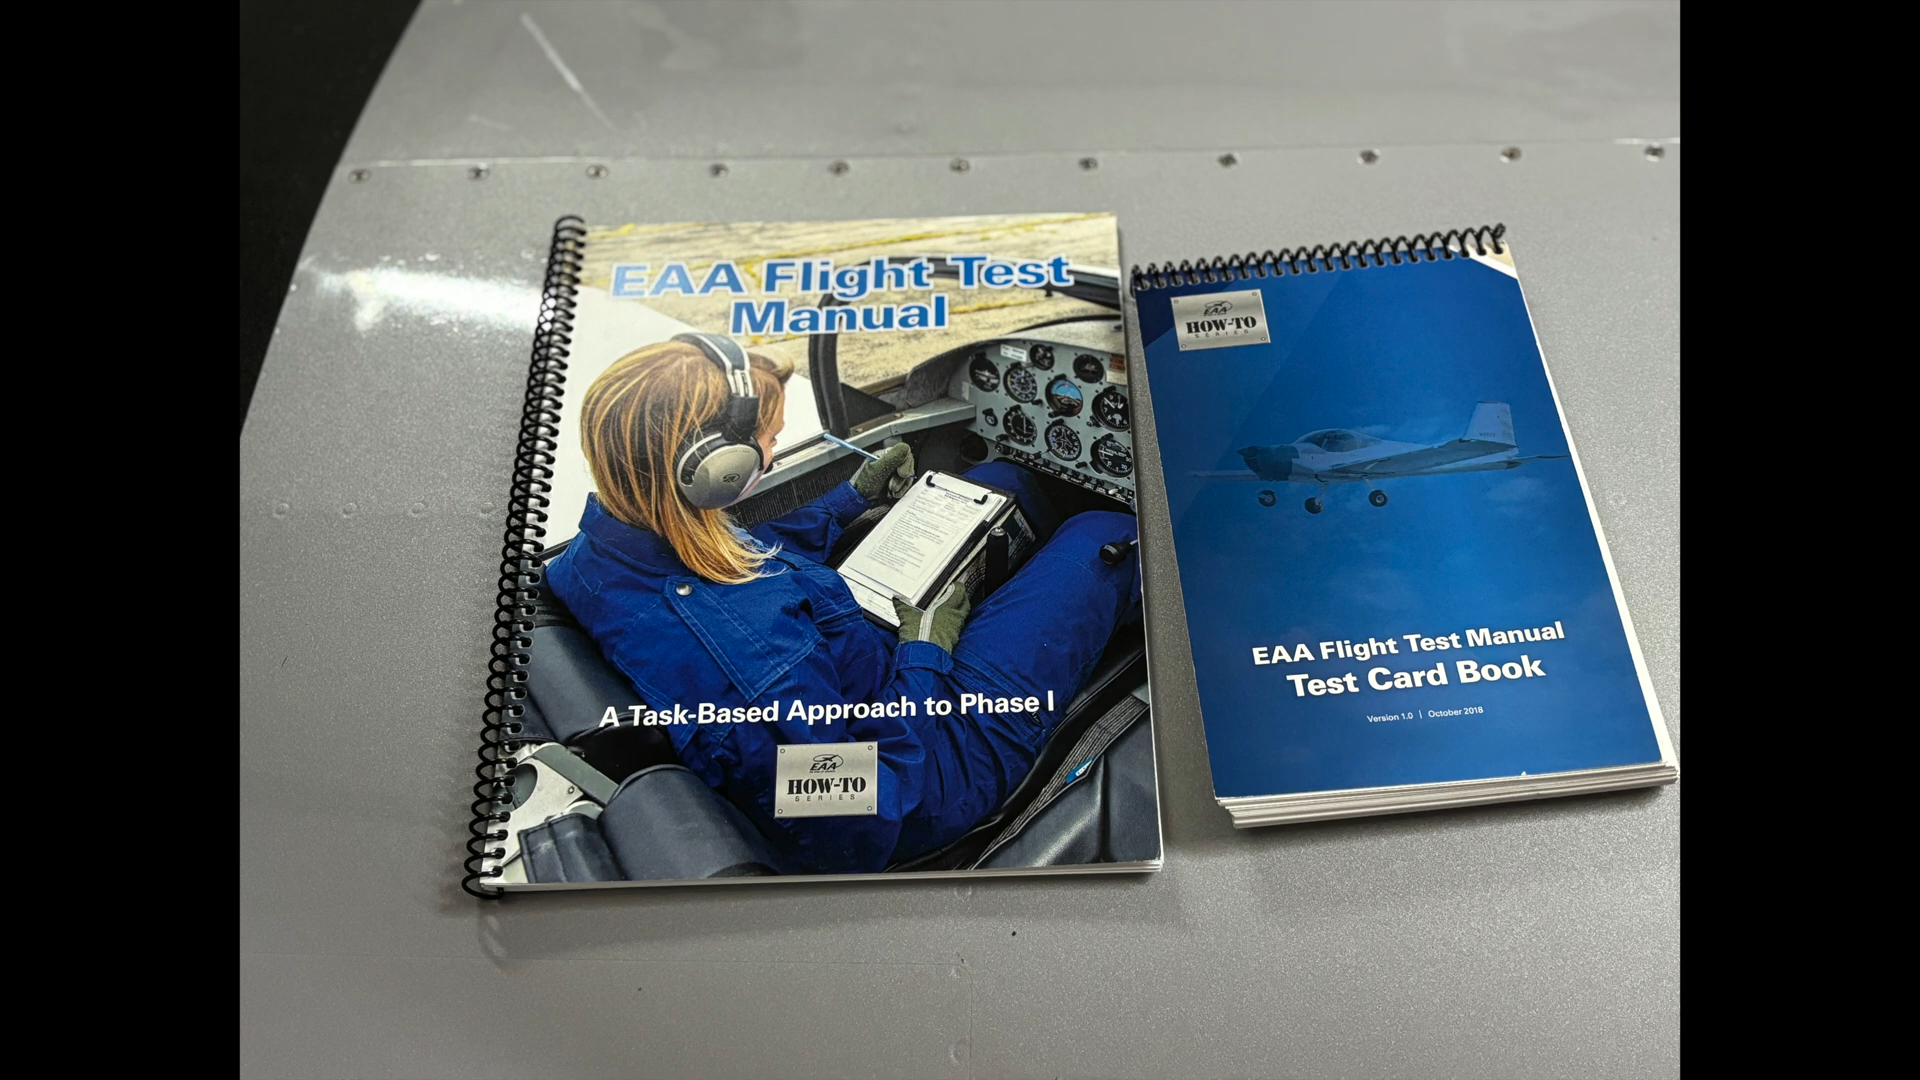 EAA Flight Test
Manual
A Task-Based Approach to Phase I
EAA
HOW-TO
SERIES
EAA
HOW-TO
SERIES
EAA Flight Test Manual
Test Card Book
Version 1.0 | October 2018